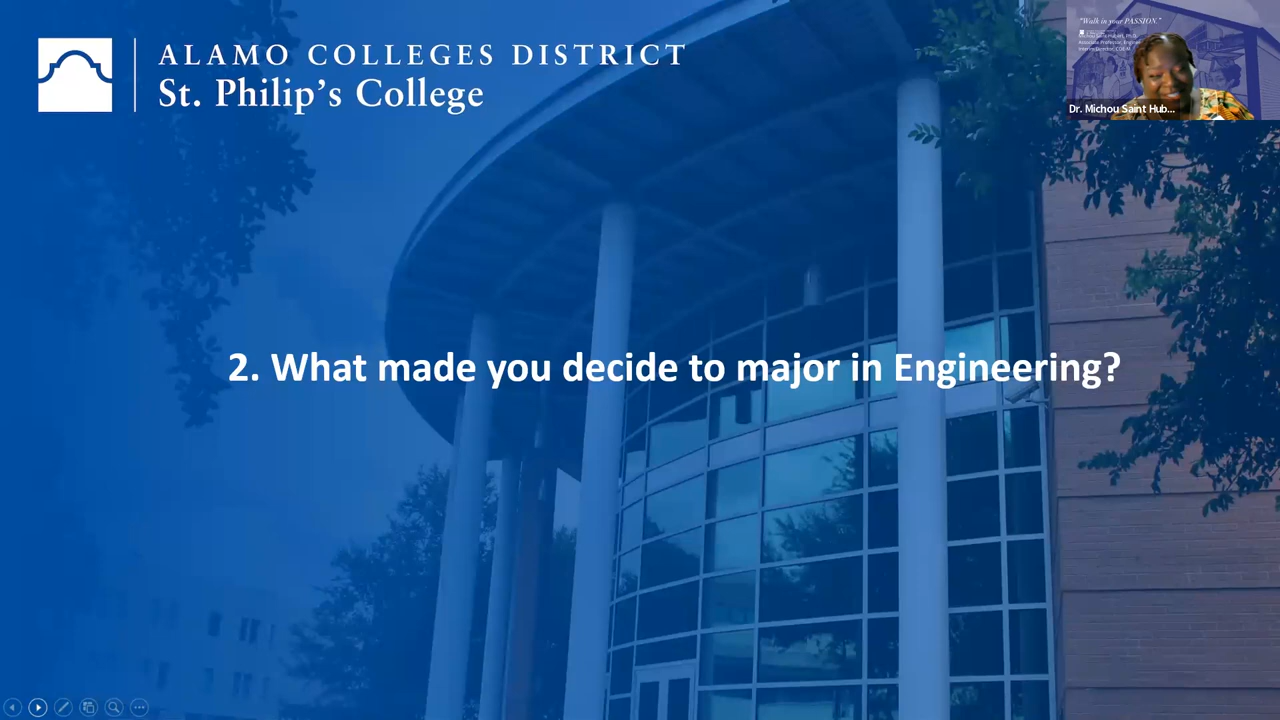 ALAMO COLLEGES DISTRICT
St. Philip's College
"Walk in your PASSION."
Dr. Michou Saint Hub...
2. What made you decide to major in Engineering?